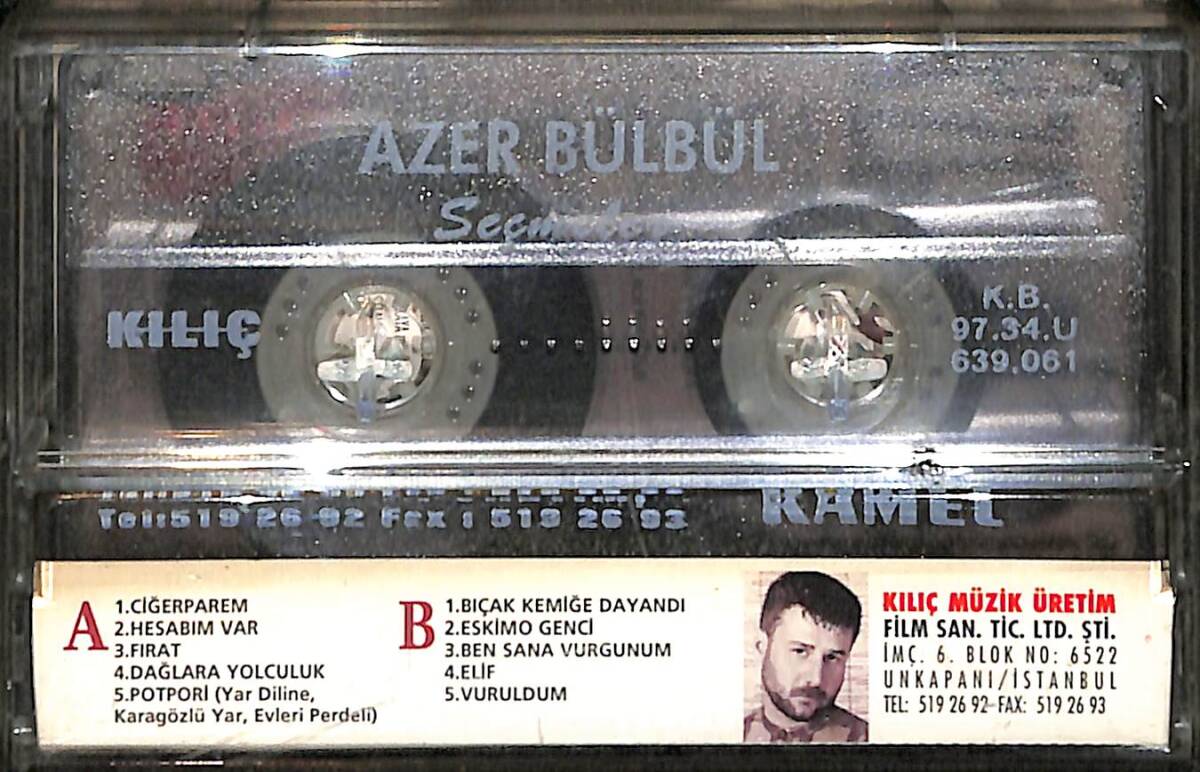 AZER BÜLBÜL
Seçmeler
KILIÇ
K.B.
97.34.U
639.061
Tel:519 26 92 Fax : 519 26 93
RAMEL
A
1.CİĞERPAREM
2.HESABIM VAR
3.FIRAT
4.DAĞLARA YOLCULUK
5.POTPORİ (Yar Diline,
Karagözlü Yar, Evleri Perdeli)
B
1.BIÇAK KEMİĞE DAYANDI
2.ESKİMO GENCİ
3.BEN SANA VURGUNUM
4.ELİF
5.VURULDUM
KILIÇ MÜZİK ÜRETİM
FİLM SAN. TİC. LTD. ŞTİ.
İMÇ. 6. BLOK NO: 6522
UNKAPANI/İSTANBUL
TEL: 519 26 92 FAX: 519 26 93